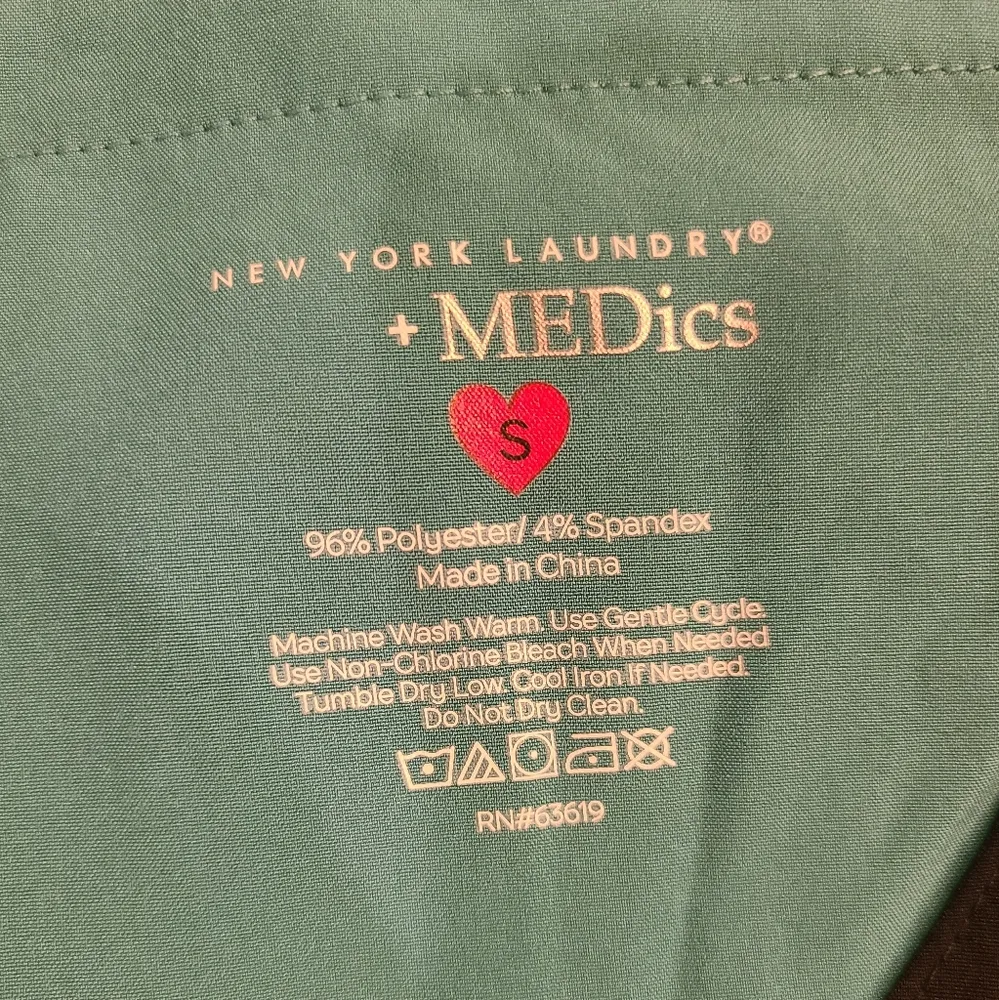 NEW YORK LAUNDRY®
+MEDics
S
96% Polyester/ 4% Spandex
Made in China
Machine Wash Warm. Use Gentle Cycle.
Use Non-Chlorine Bleach When Needed
Tumble Dry Low. Cool Iron If Needed.
Do Not Dry Clean.
RN#63619